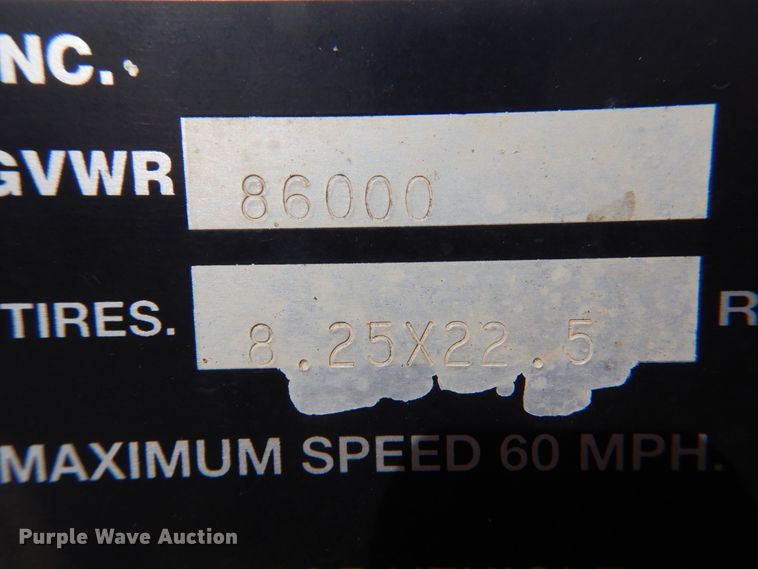 NC.
GVWR 86000
TIRES. 8.25X22.5 R
MAXIMUM SPEED 60 MPH.
Purple Wave Auction